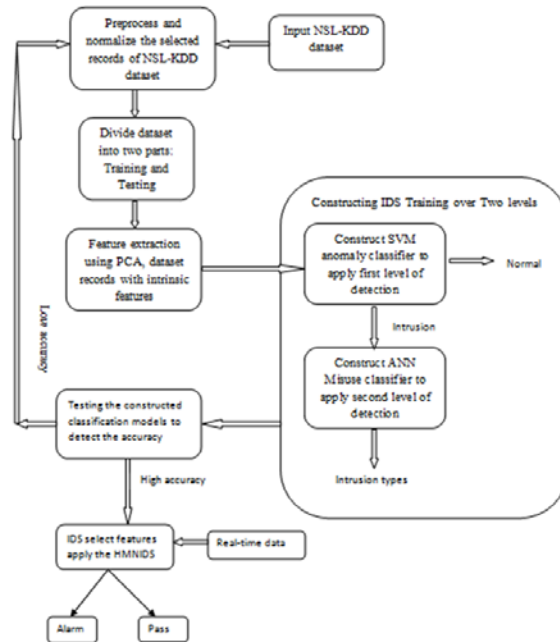 Preprocess and
normalize the selected
records of NSL-KDD
dataset
Input NSL-KDD
dataset
Divide dataset
into two parts:
Training and
Testing
Feature extraction
using PCA, dataset
records with intrinsic
features
Constructing IDS Training over Two levels
Construct SVM
anomaly classifier to
apply first level of
detection
Normal
Intrusion
Construct ANN
Misuse classifier to
apply second level of
detection
Intrusion types
Testing the constructed
classification models to
detect the accuracy
accuracy
High accuracy
IDS select features
apply the HMNIDS
Real-time data
Alarm
Pass